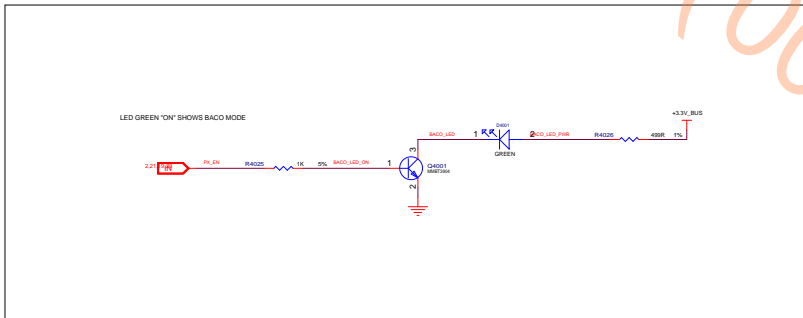 +3.3V_BUS
LED GREEN "ON" SHOWS BACO MODE
BACO_LED
1
D4001
2
BACO_LED_PWR
R4026
499R
1%
GREEN
3
IN
PX_EN
R4025
1K
5%
BACO_LED_ON
1
Q4001
MMBT3904
2